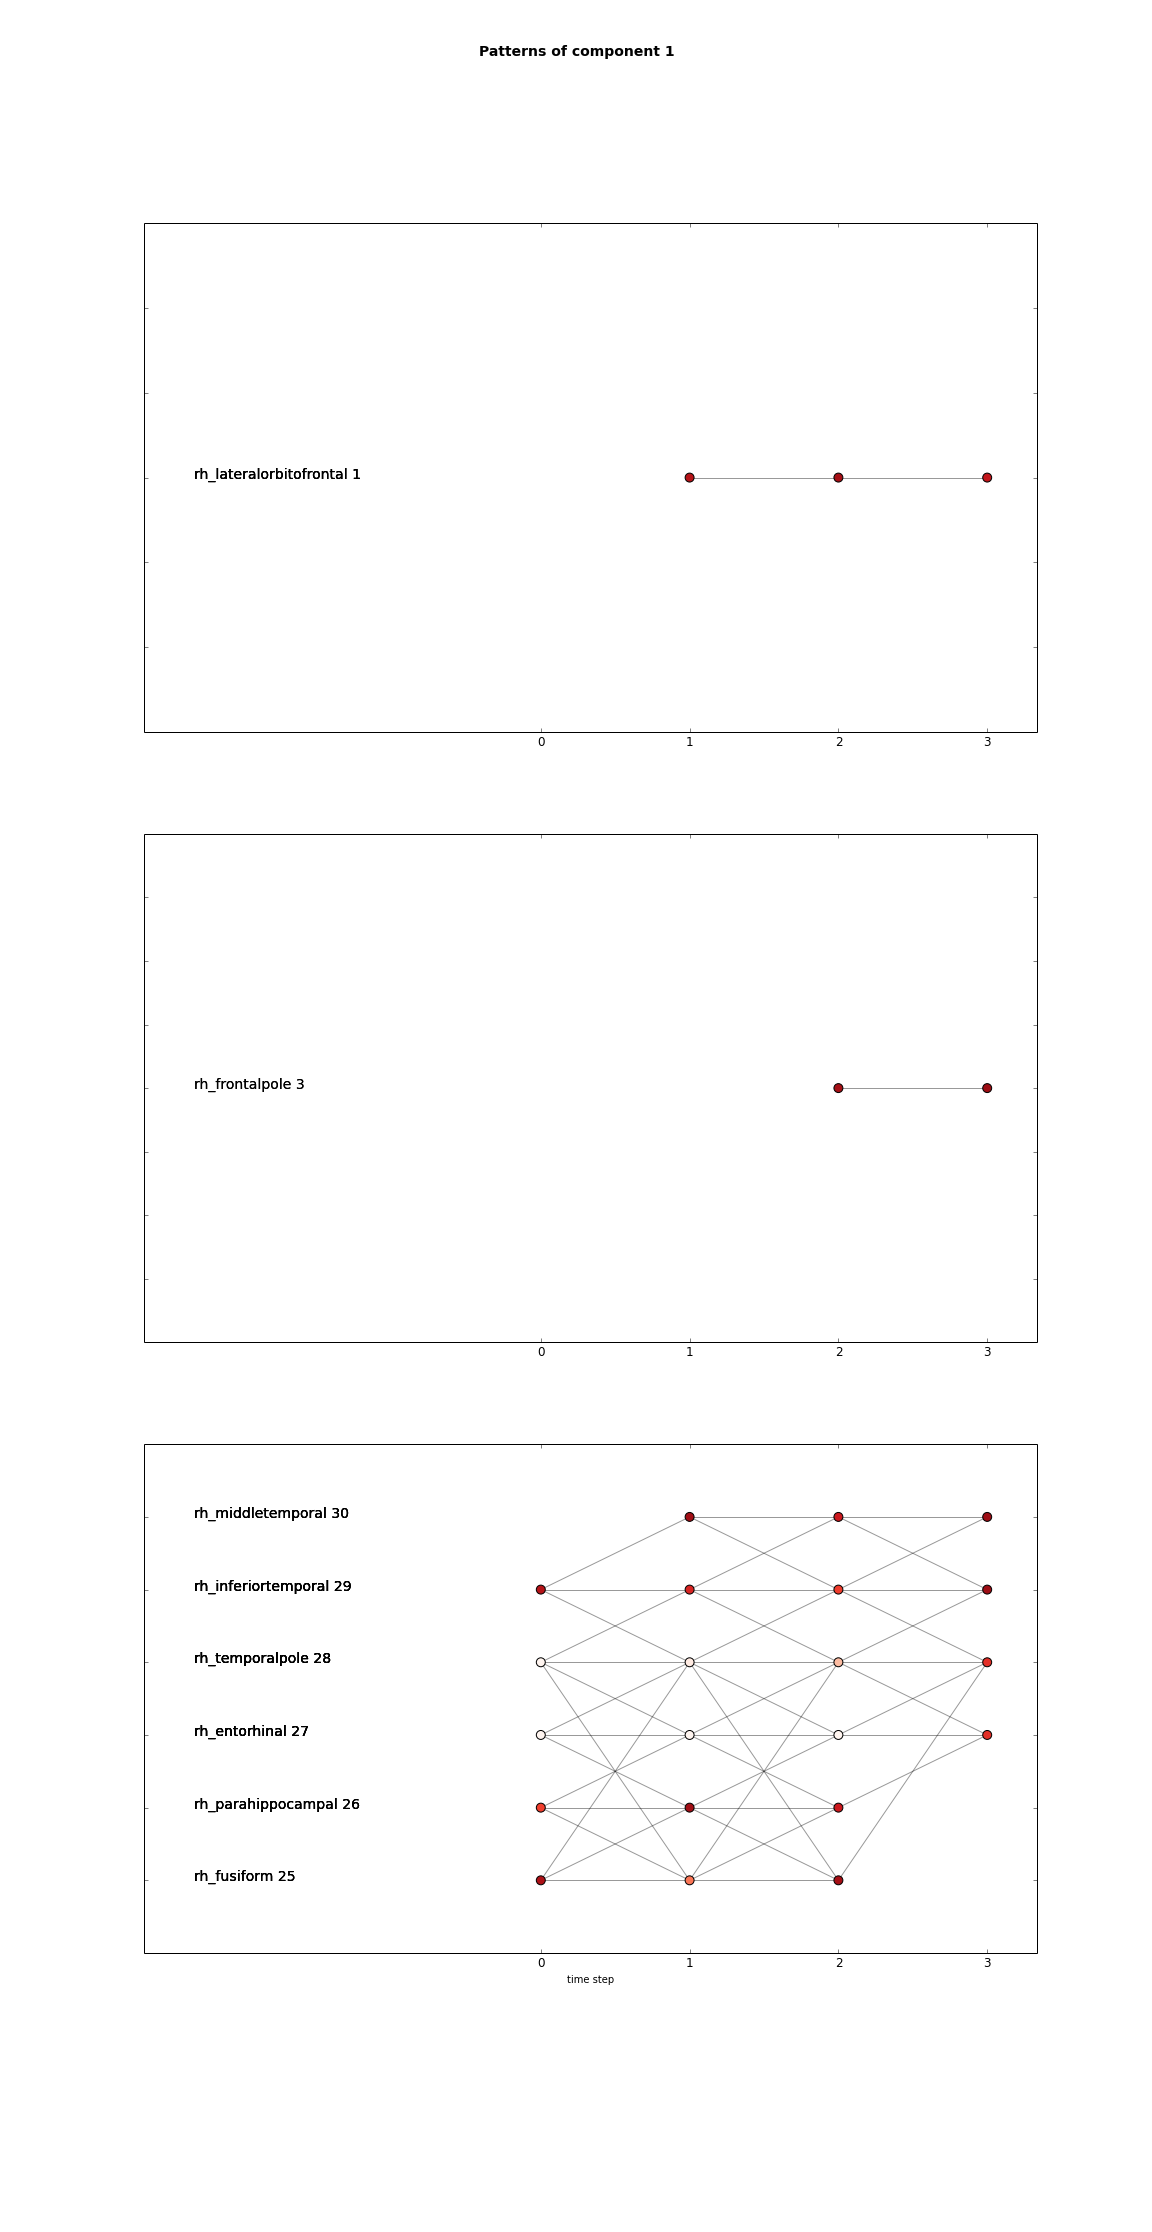 Patterns of component 1
rh_lateralorbitofrontal 1
0 1 2 3
rh_frontalpole 3
0 1 2 3
rh_middletemporal 30
rh_inferiortemporal 29
rh_temporalpole 28
rh_entorhinal 27
rh_parahippocampal 26
rh_fusiform 25
0 1 2 3
time step